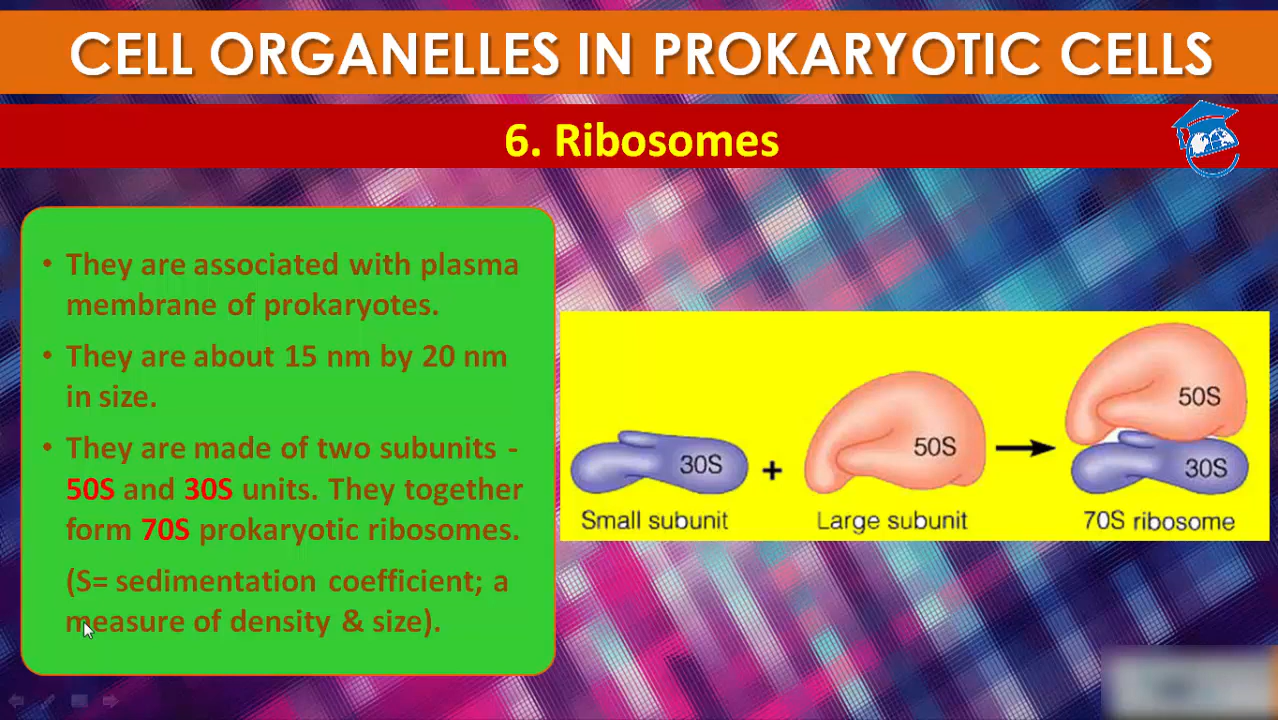 CELL ORGANELLES IN PROKARYOTIC CELLS
6. Ribosomes
• They are associated with plasma
membrane of prokaryotes.
• They are about 15 nm by 20 nm
in size.
• They are made of two subunits -
50S and 30S units. They together
form 70S prokaryotic ribosomes.
(S= sedimentation coefficient; a
measure of density & size).
30S
+
50S
50S
30S
Small subunit
Large subunit
70S ribosome